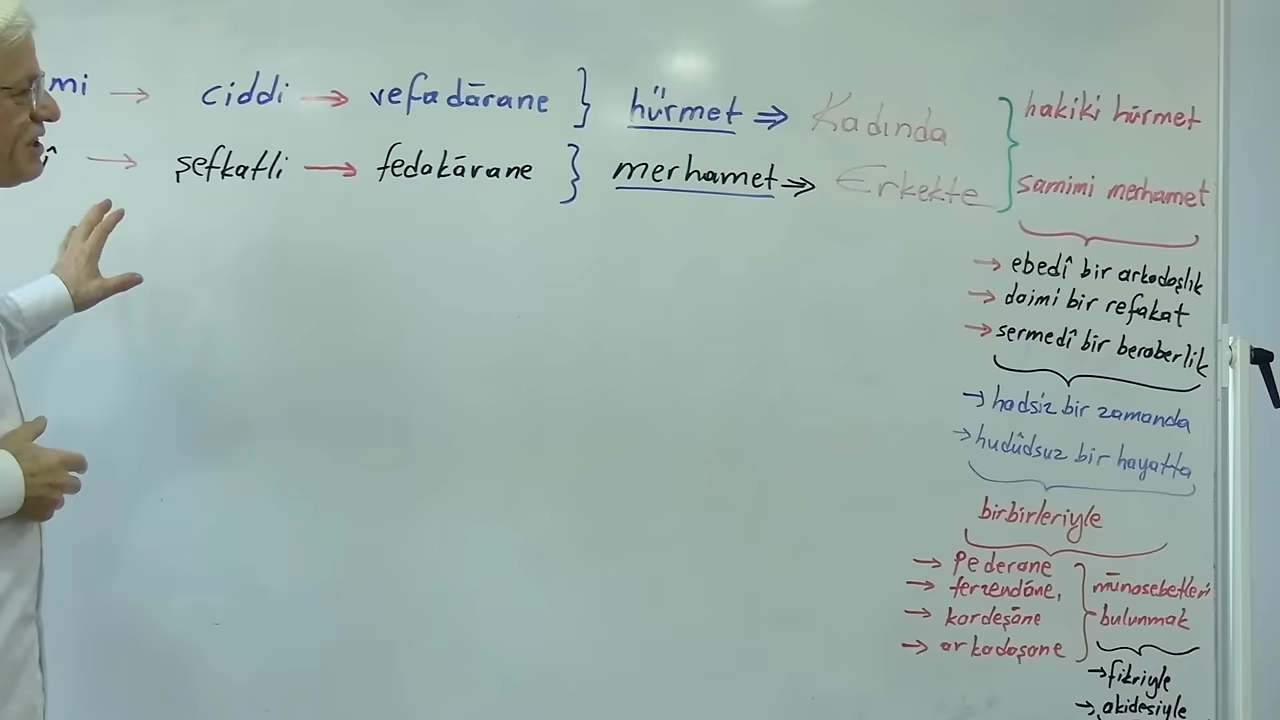 mi → ciddi → vefadārane } hürmet ⇒ Kadında
î → şefkatli → fedakārane } merhamet ⇒ Erkekte
} hakiki hürmet
samimi merhamet
→ ebedî bir arkadaşlık
→ daimi bir refakat
→ sermedî bir beraberlik
→ hadsiz bir zamanda
→ hudûdsuz bir hayatta
birbirleriyle
→ Pederane
→ ferzendāne,
→ kardeşāne
→ arkadaşane
} münasebetleri
bulunmak
→ fikriyle
→ akidesiyle